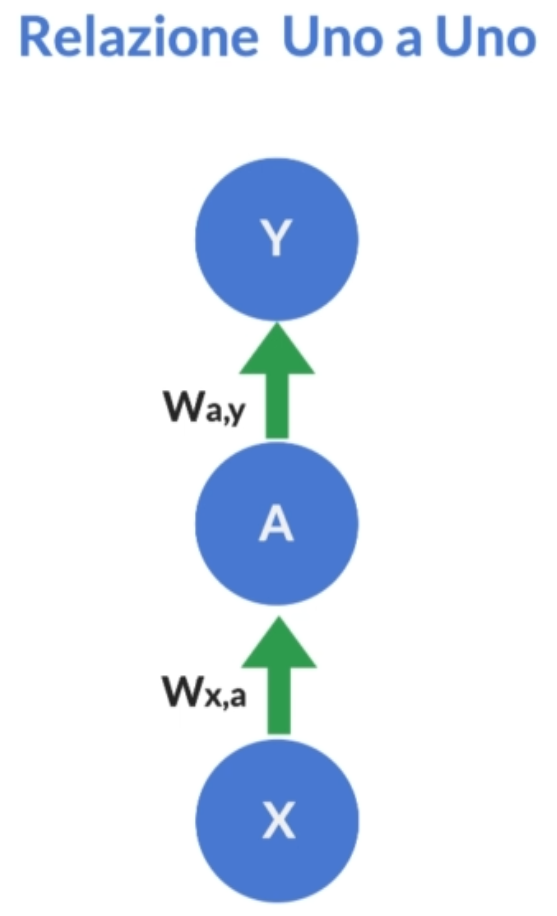 Relazione Uno a Uno
Y
Wa,y
A
Wx,a
X